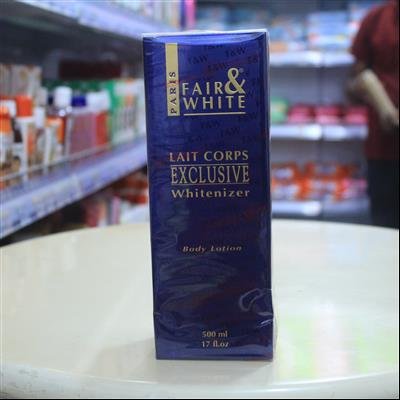 PARIS
FAIR &
WHITE
LAIT CORPS
EXCLUSIVE
Whitenizer
Body Lotion
500 ml
17 fl.oz